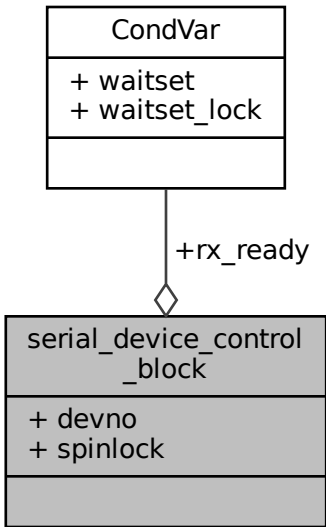 CondVar
+ waitset
+ waitset_lock
+rx_ready
serial_device_control
_block
+ devno
+ spinlock